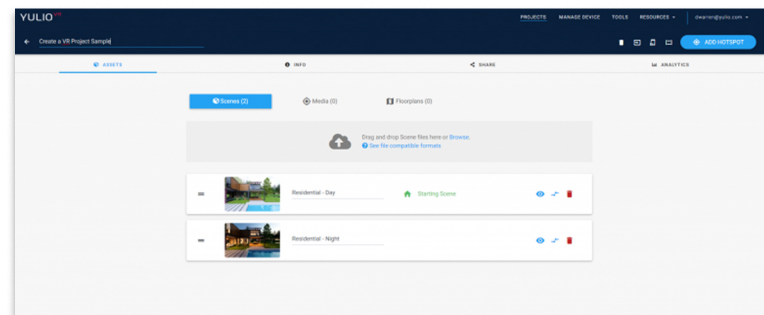 YULIO VR
PROJECTS MANAGE DEVICE TOOLS RESOURCES dwarren@yulio.com
Create a VR Project Sample
ADD HOTSPOT
ASSETS INFO SHARE ANALYTICS
Scenes (2) Media (0) Floorplans (0)
Drag and drop Scene files here or Browse.
See file compatible formats
Residential - Day Starting Scene
Residential - Night